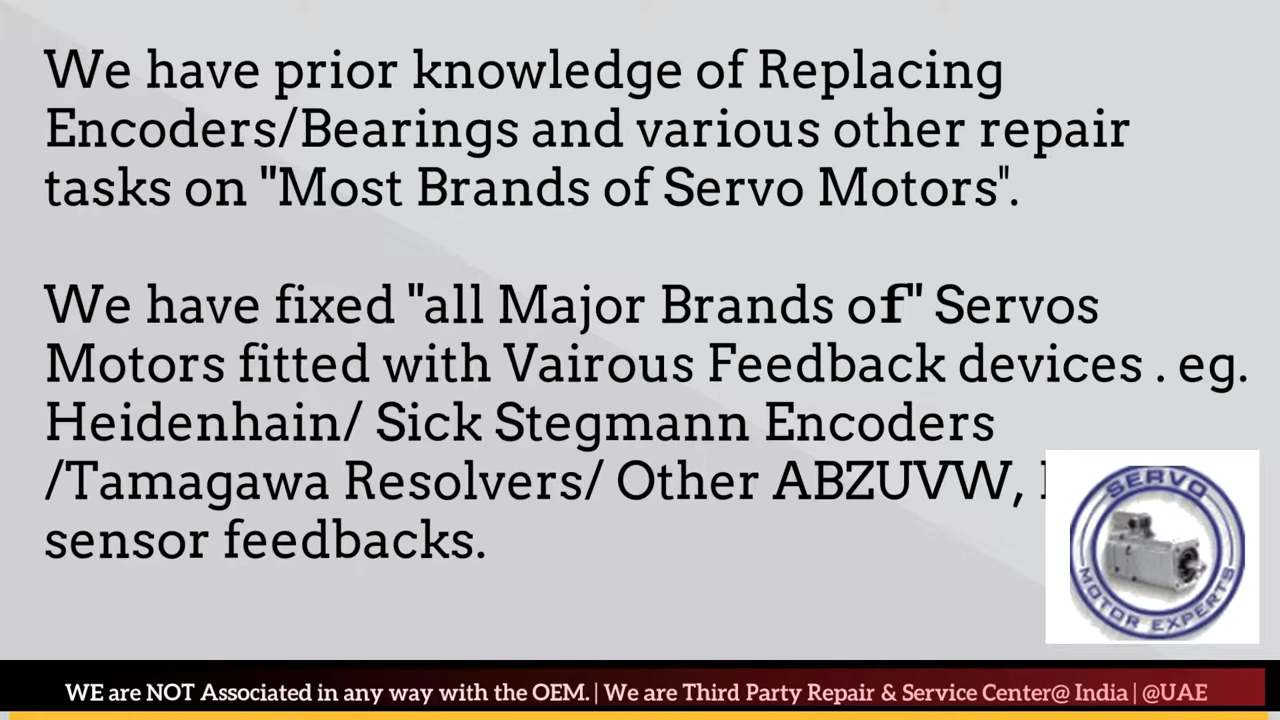 We have prior knowledge of Replacing
Encoders/Bearings and various other repair
tasks on "Most Brands of Servo Motors".
We have fixed "all Major Brands of" Servos
Motors fitted with Vairous Feedback devices . eg.
Heidenhain/ Sick Stegmann Encoders
/Tamagawa Resolvers/ Other ABZUVW,
sensor feedbacks.
SERVO
MOTOR EXPERTS
WE are NOT Associated in any way with the OEM. | We are Third Party Repair & Service Center@ India | @UAE